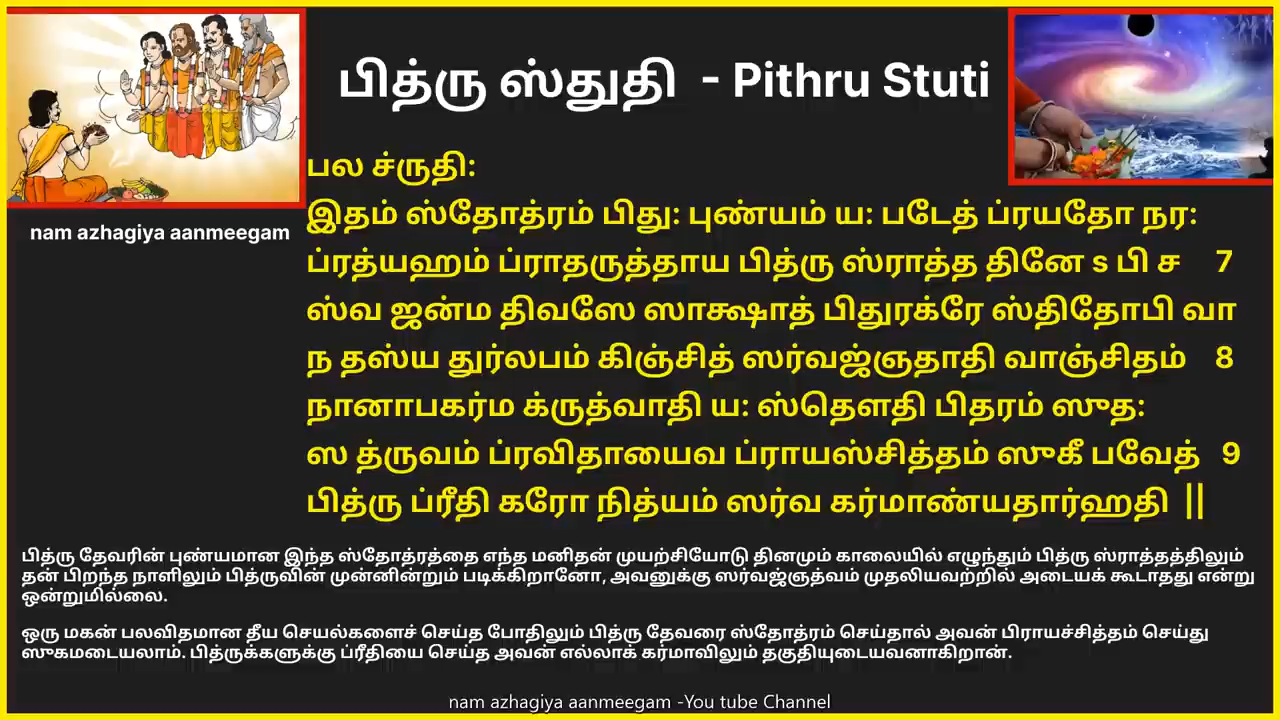 பித்ரு ஸ்துதி - Pithru Stuti
பல ச்ருதி:
nam azhagiya aanmeegam
இதம் ஸ்தோத்ரம் பிது: புண்யம் ய: படேத் ப்ரயதோ நர:
ப்ரத்யஹம் ப்ராதருத்தாய பித்ரு ஸ்ராத்த தினே s பி ச 7
ஸ்வ ஜன்ம திவஸே ஸாக்ஷாத் பிதுரக்ரே ஸ்திதோபி வா
ந தஸ்ய துர்லபம் கிஞ்சித் ஸர்வஜ்ஞதாதி வாஞ்சிதம் 8
நானாபகர்ம க்ருத்வாதி ய: ஸ்தௌதி பிதரம் ஸுத:
ஸ த்ருவம் ப்ரவிதாயைவ ப்ராயஸ்சித்தம் ஸுகீ பவேத் 9
பித்ரு ப்ரீதி கரோ நித்யம் ஸர்வ கர்மாண்யதார்ஹதி ||
பித்ரு தேவரின் புண்யமான இந்த ஸ்தோத்ரத்தை எந்த மனிதன் முயற்சியோடு தினமும் காலையில் எழுந்தும் பித்ரு ஸ்ராத்தத்திலும்
தன் பிறந்த நாளிலும் பித்ருவின் முன்னின்றும் படிக்கிறானோ, அவனுக்கு ஸர்வஜ்ஞத்வம் முதலியவற்றில் அடையக் கூடாதது என்று
ஒன்றுமில்லை.
ஒரு மகன் பலவிதமான தீய செயல்களைச் செய்த போதிலும் பித்ரு தேவரை ஸ்தோத்ரம் செய்தால் அவன் பிராயச்சித்தம் செய்து
ஸுகமடையலாம். பித்ருக்களுக்கு ப்ரீதியை செய்த அவன் எல்லாக் கர்மாவிலும் தகுதியுடையவனாகிறான்.
nam azhagiya aanmeegam -You tube Channel